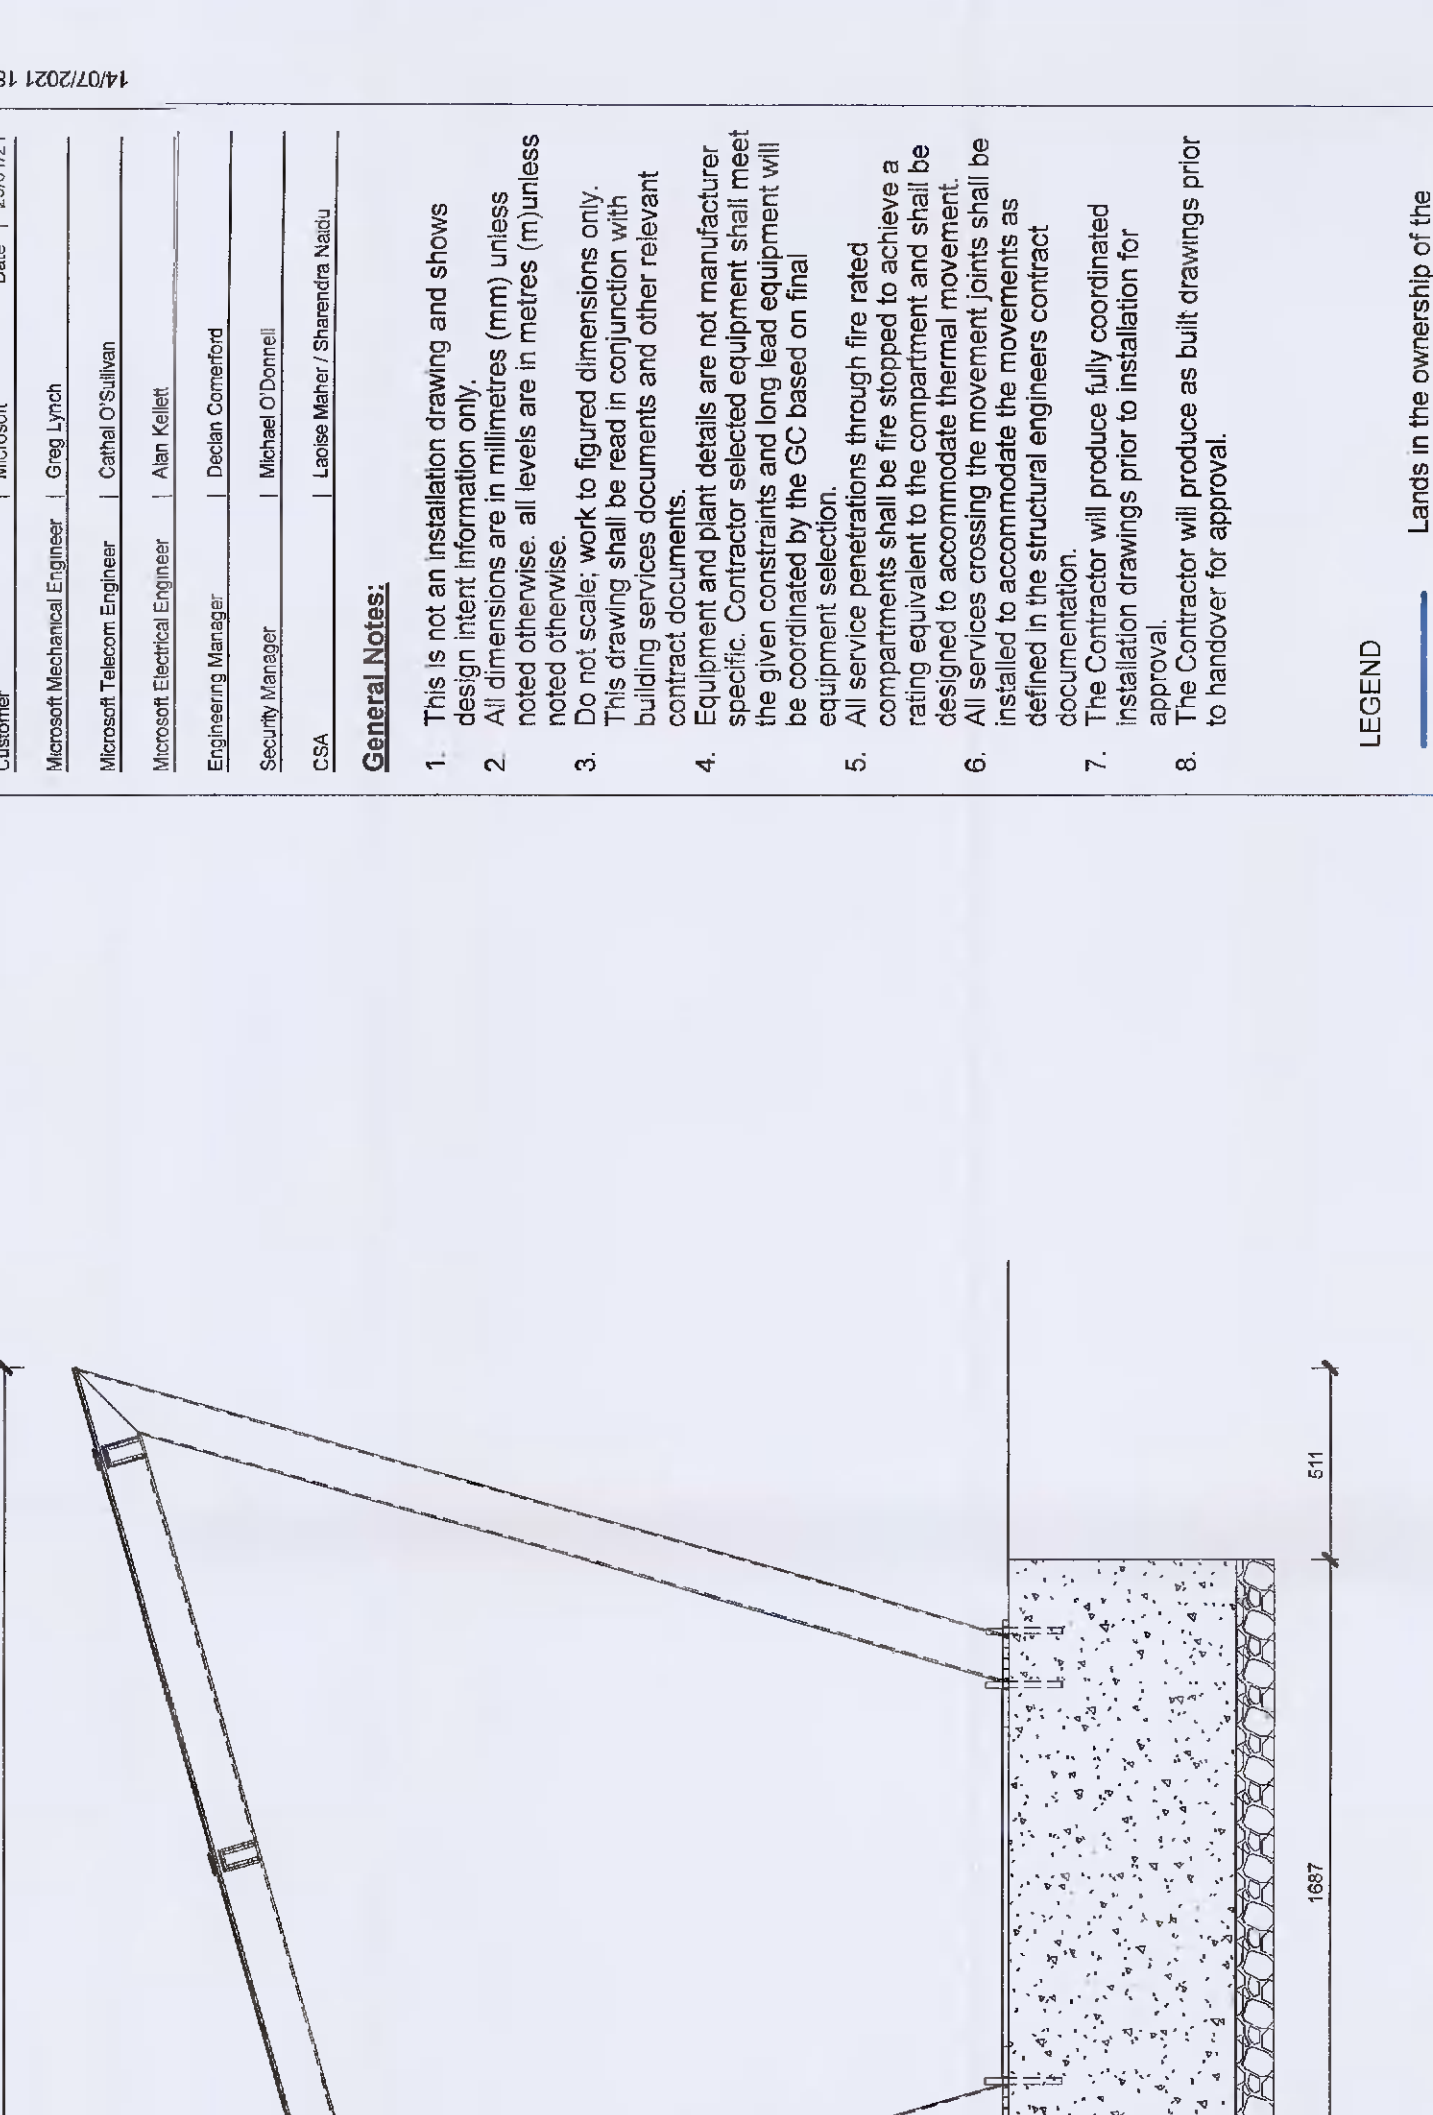 14/07/2021 18
Customer | Microsoft Date |
Microsoft Mechanical Engineer | Greg Lynch
Microsoft Telecom Engineer | Cathal O'Sullivan
Microsoft Electrical Engineer | Alan Kellett
Engineering Manager | Declan Comerford
Security Manager | Michael O'Donnell
CSA | Laoise Maher / Sharendra Naidu
General Notes:
1. This is not an installation drawing and shows
design intent information only.
2. All dimensions are in millimetres (mm) unless
noted otherwise. all levels are in metres (m)unless
noted otherwise.
3. Do not scale; work to figured dimensions only.
This drawing shall be read in conjunction with
building services documents and other relevant
contract documents.
4. Equipment and plant details are not manufacturer
specific. Contractor selected equipment shall meet
the given constraints and long lead equipment will
be coordinated by the GC based on final
equipment selection.
5. All service penetrations through fire rated
compartments shall be fire stopped to achieve a
rating equivalent to the compartment and shall be
designed to accommodate thermal movement.
6. All services crossing the movement joints shall be
installed to accommodate the movements as
defined in the structural engineers contract
documentation.
7. The Contractor will produce fully coordinated
installation drawings prior to installation for
approval.
8. The Contractor will produce as built drawings prior
to handover for approval.
LEGEND
Lands in the ownership of the
511
1687